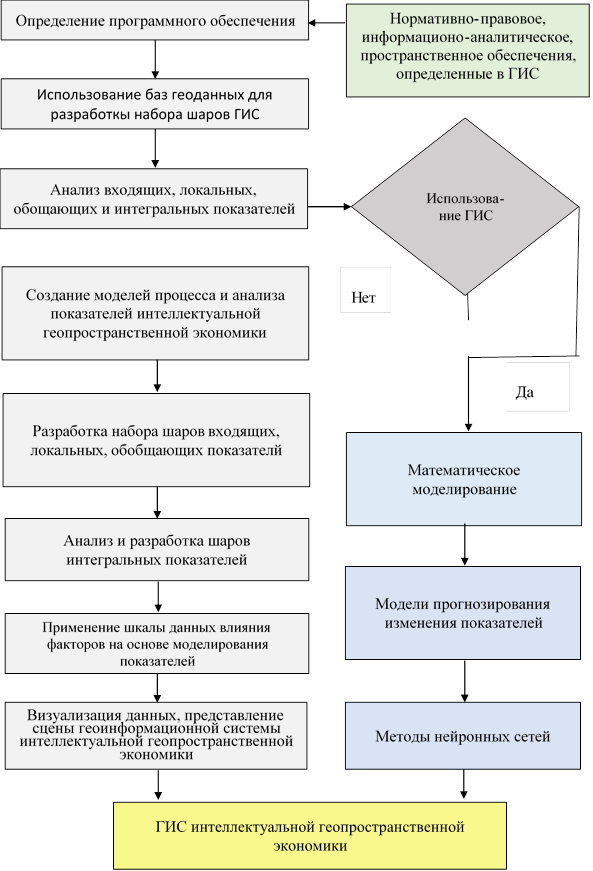 Определение программного обеспечения
Нормативно-правовое,
информационо-аналитическое,
пространственное обеспечения,
определенные в ГИС
Использование баз геоданных для
разработкы набора шаров ГИС
Анализ входящих, локальных,
обощающих и интегральных показателей
Использова-
ние ГИС
Нет
Да
Создание моделей процесса и анализа
показателей интеллектуальной
геопространственной экономики
Разработка набора шаров входящих,
локальных, обобщающих показателй
Анализ и разработка шаров
интегральных показателей
Применение шкалы данных влияния
факторов на основе моделирования
показателей
Визуализация данных, представление
сцены геоинформационной системы
интеллектуальной геопространственной
экономики
Математическое
моделирование
Модели прогнозирования
изменения показателей
Методы нейронных сетей
ГИС интеллектуальной геопространственной
экономики